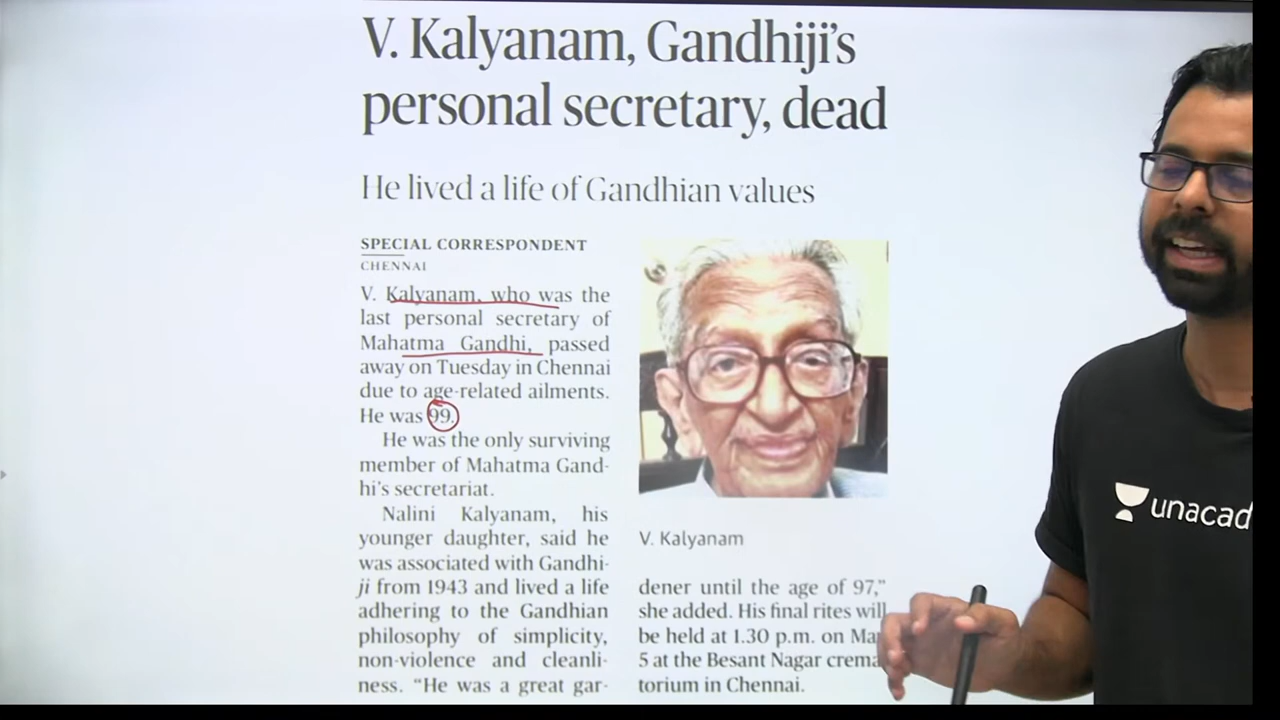 V. Kalyanam, Gandhiji's
personal secretary, dead
He lived a life of Gandhian values
SPECIAL CORRESPONDENT
CHENNAI
V. Kalyanam, who was the
last personal secretary of
Mahatma Gandhi, passed
away on Tuesday in Chennai
due to age-related ailments.
He was 99.
He was the only surviving
member of Mahatma Gand-
hi's secretariat.
Nalini Kalyanam, his
younger daughter, said he
was associated with Gandhi-
ji from 1943 and lived a life
adhering to the Gandhian
philosophy of simplicity,
non-violence and cleanli-
ness. "He was a great gar-
V. Kalyanam
dener until the age of 97,"
she added. His final rites will
be held at 1.30 p.m. on Ma
5 at the Besant Nagar crema
torium in Chennai.
unacad